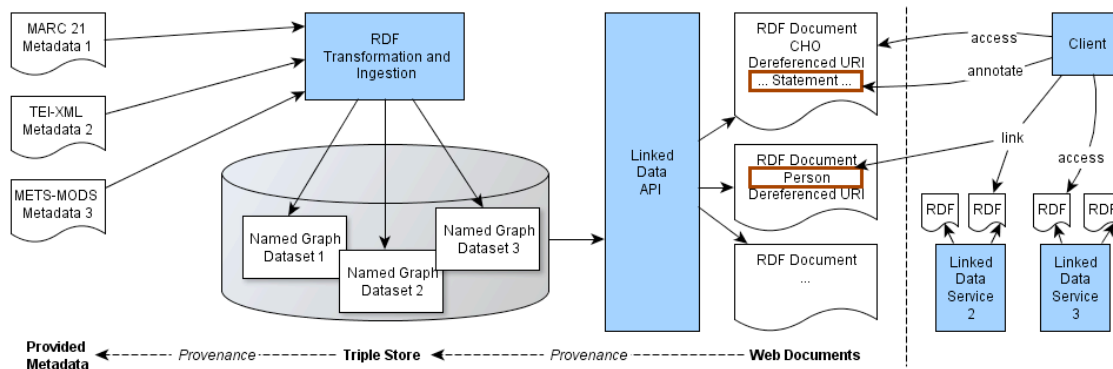 MARC 21
Metadata 1
TEI-XML
Metadata 2
METS-MODS
Metadata 3
RDF
Transformation and
Ingestion
Named Graph
Dataset 1
Named Graph
Dataset 2
Named Graph
Dataset 3
Linked
Data
API
RDF Document
CHO
Dereferenced URI
... Statement ...
RDF Document
Person
Dereferenced URI
RDF Document
...
access
annotate
link
access
Client
RDF
RDF
RDF
RDF
Linked
Data
Service
2
Linked
Data
Service
3
Provided
Metadata
Provenance
Triple Store
Provenance
Web Documents